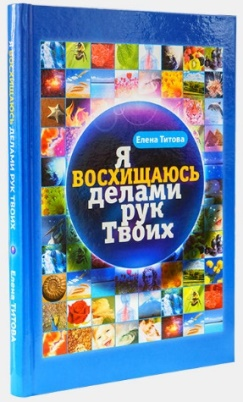 Елена Титова
Я
ВОСХИЩАЮСЬ
делами
рук
Твоих
Я ВОСХИЩАЮСЬ ДЕЛАМИ РУК ТВОИХ
Елена ТИТОВА